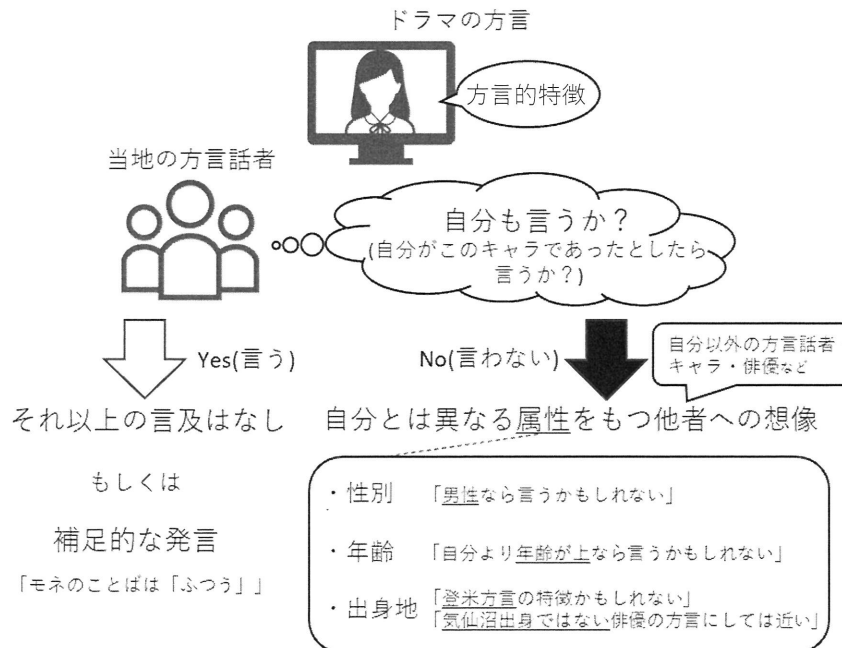 ドラマの方言
方言的特徴
当地の方言話者
自分も言うか？
(自分がこのキャラであったとしたら
言うか？)
Yes(言う)
No(言わない)
自分以外の方言話者
キャラ・俳優など
それ以上の言及はなし
もしくは
補足的な発言
「モネのことばは「ふつう」」
自分とは異なる属性をもつ他者への想像
・性別 「男性なら言うかもしれない」
・年齢 「自分より年齢が上なら言うかもしれない」
・出身地 「登米方言の特徴かもしれない」
「気仙沼出身ではない俳優の方言にしては近い」